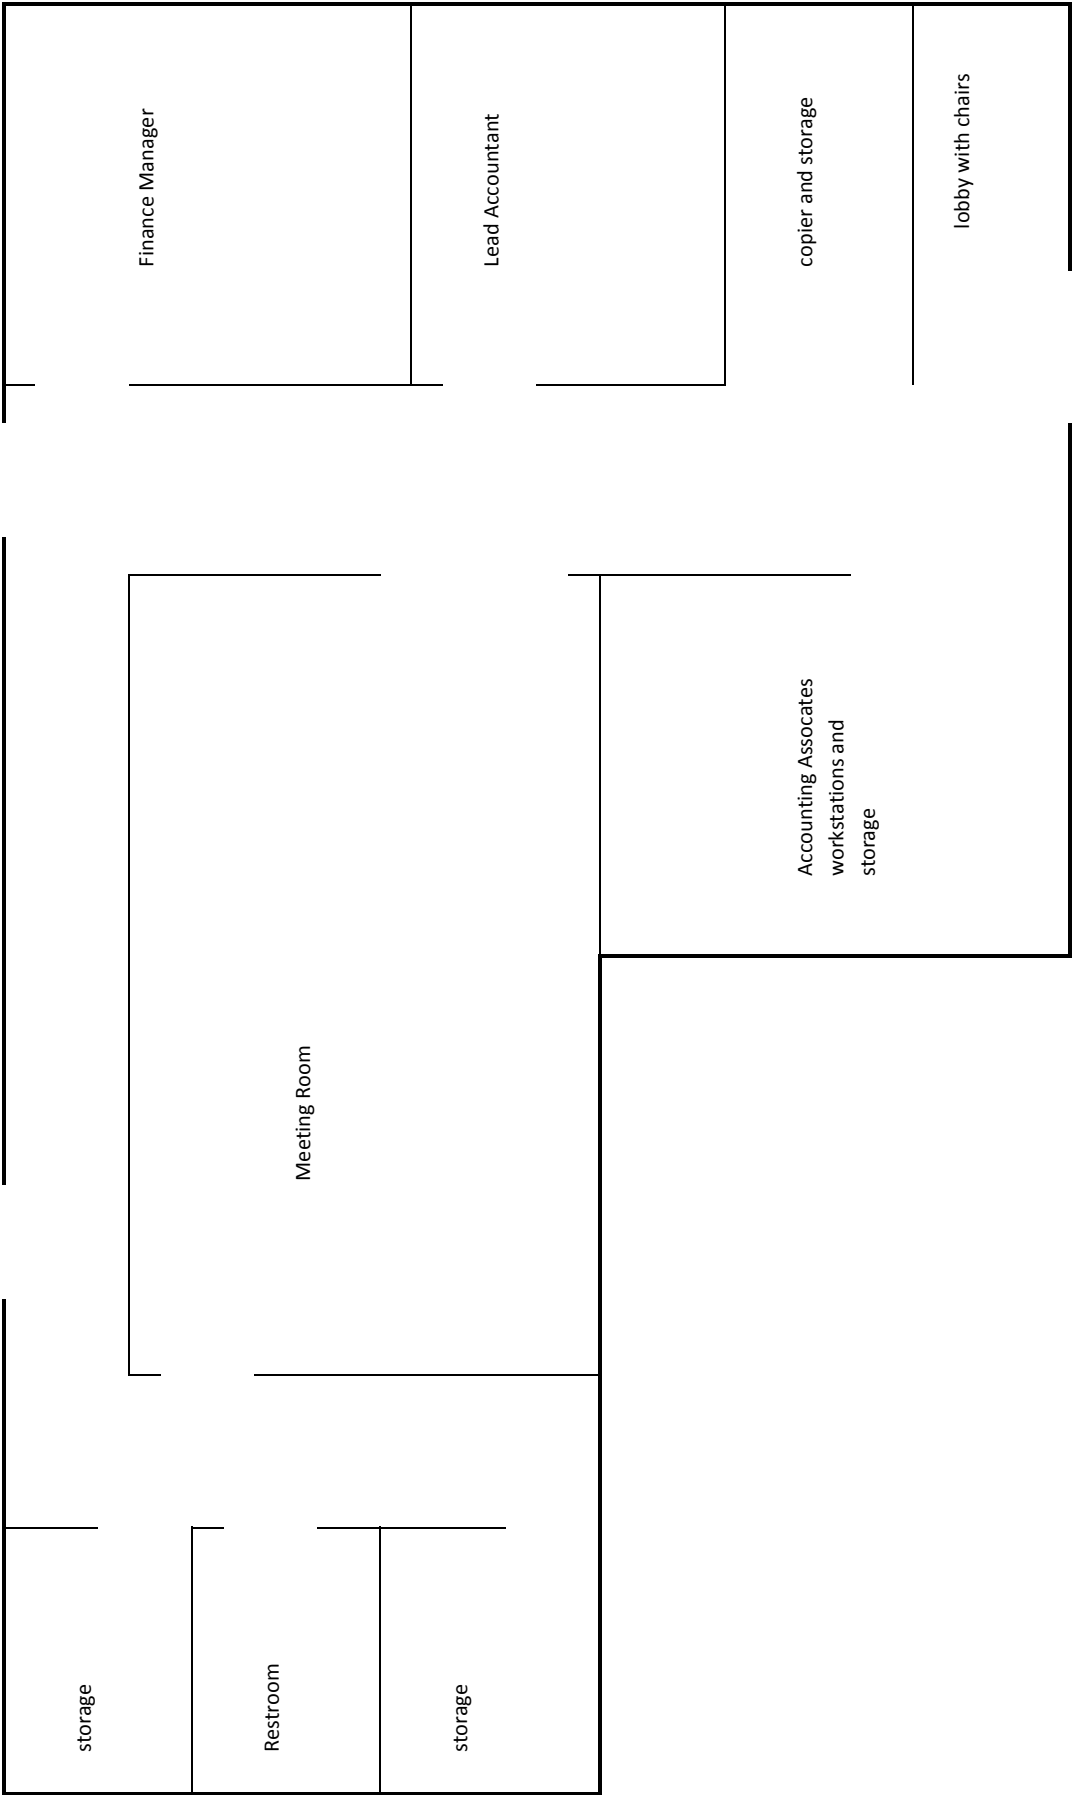 Finance Manager
Lead Accountant
copier and storage
lobby with chairs
Meeting Room
Accounting Assocates
workstations and
storage
storage
Restroom
storage